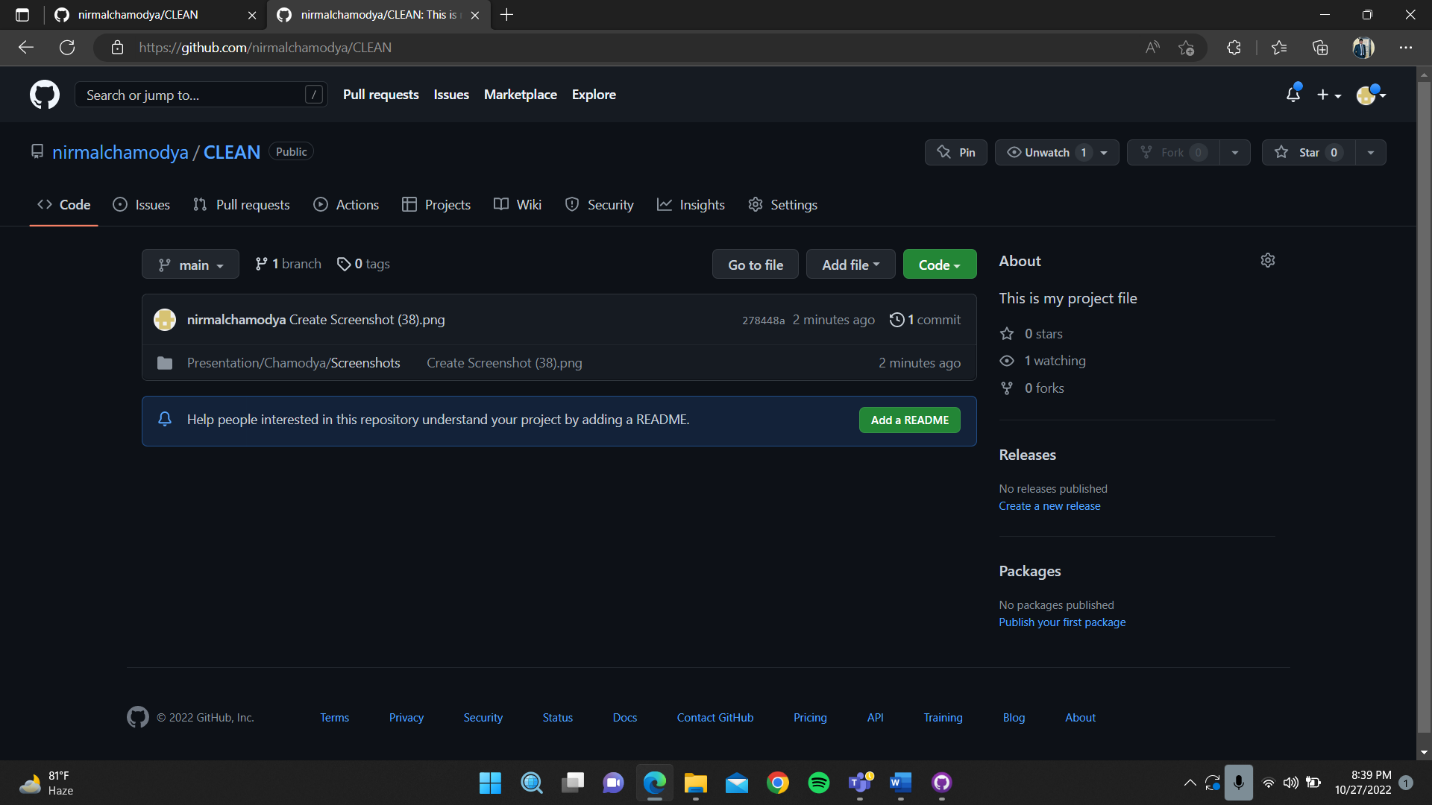 nirmalchamodya/CLEAN
nirmalchamodya/CLEAN: This is
https://github.com/nirmalchamodya/CLEAN
Search or jump to... /
Pull requests Issues Marketplace Explore
nirmalchamodya / CLEAN Public
Pin Unwatch 1 Fork 0 Star 0
Code Issues Pull requests Actions Projects Wiki Security Insights Settings
main 1 branch 0 tags Go to file Add file Code
nirmalchamodya Create Screenshot (38).png 278448a 2 minutes ago 1 commit
Presentation/Chamodya/Screenshots Create Screenshot (38).png 2 minutes ago
Help people interested in this repository understand your project by adding a README. Add a README
About
This is my project file
0 stars
1 watching
0 forks
Releases
No releases published
Create a new release
Packages
No packages published
Publish your first package
© 2022 GitHub, Inc. Terms Privacy Security Status Docs Contact GitHub Pricing API Training Blog About
81°F
Haze
8:39 PM
10/27/2022
1